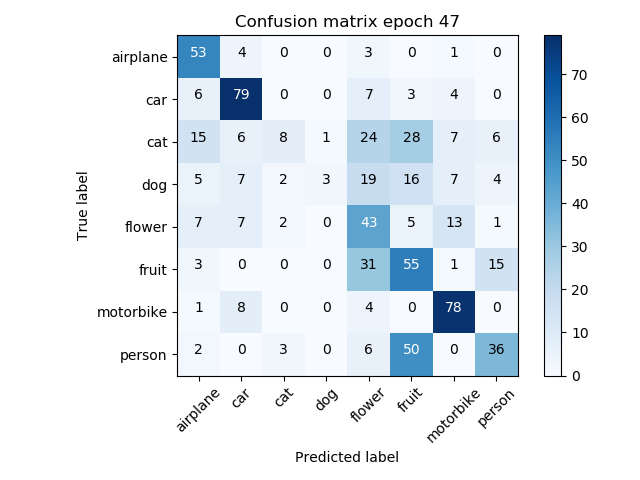 Confusion matrix epoch 47
airplane 53 4 0 0 3 0 1 0
car 6 79 0 0 7 3 4 0
cat 15 6 8 1 24 28 7 6
dog 5 7 2 3 19 16 7 4
flower 7 7 2 0 43 5 13 1
fruit 3 0 0 0 31 55 1 15
motorbike 1 8 0 0 4 0 78 0
person 2 0 3 0 6 50 0 36
airplane car cat dog flower fruit motorbike person
Predicted label
True label
70
60
50
40
30
20
10
0